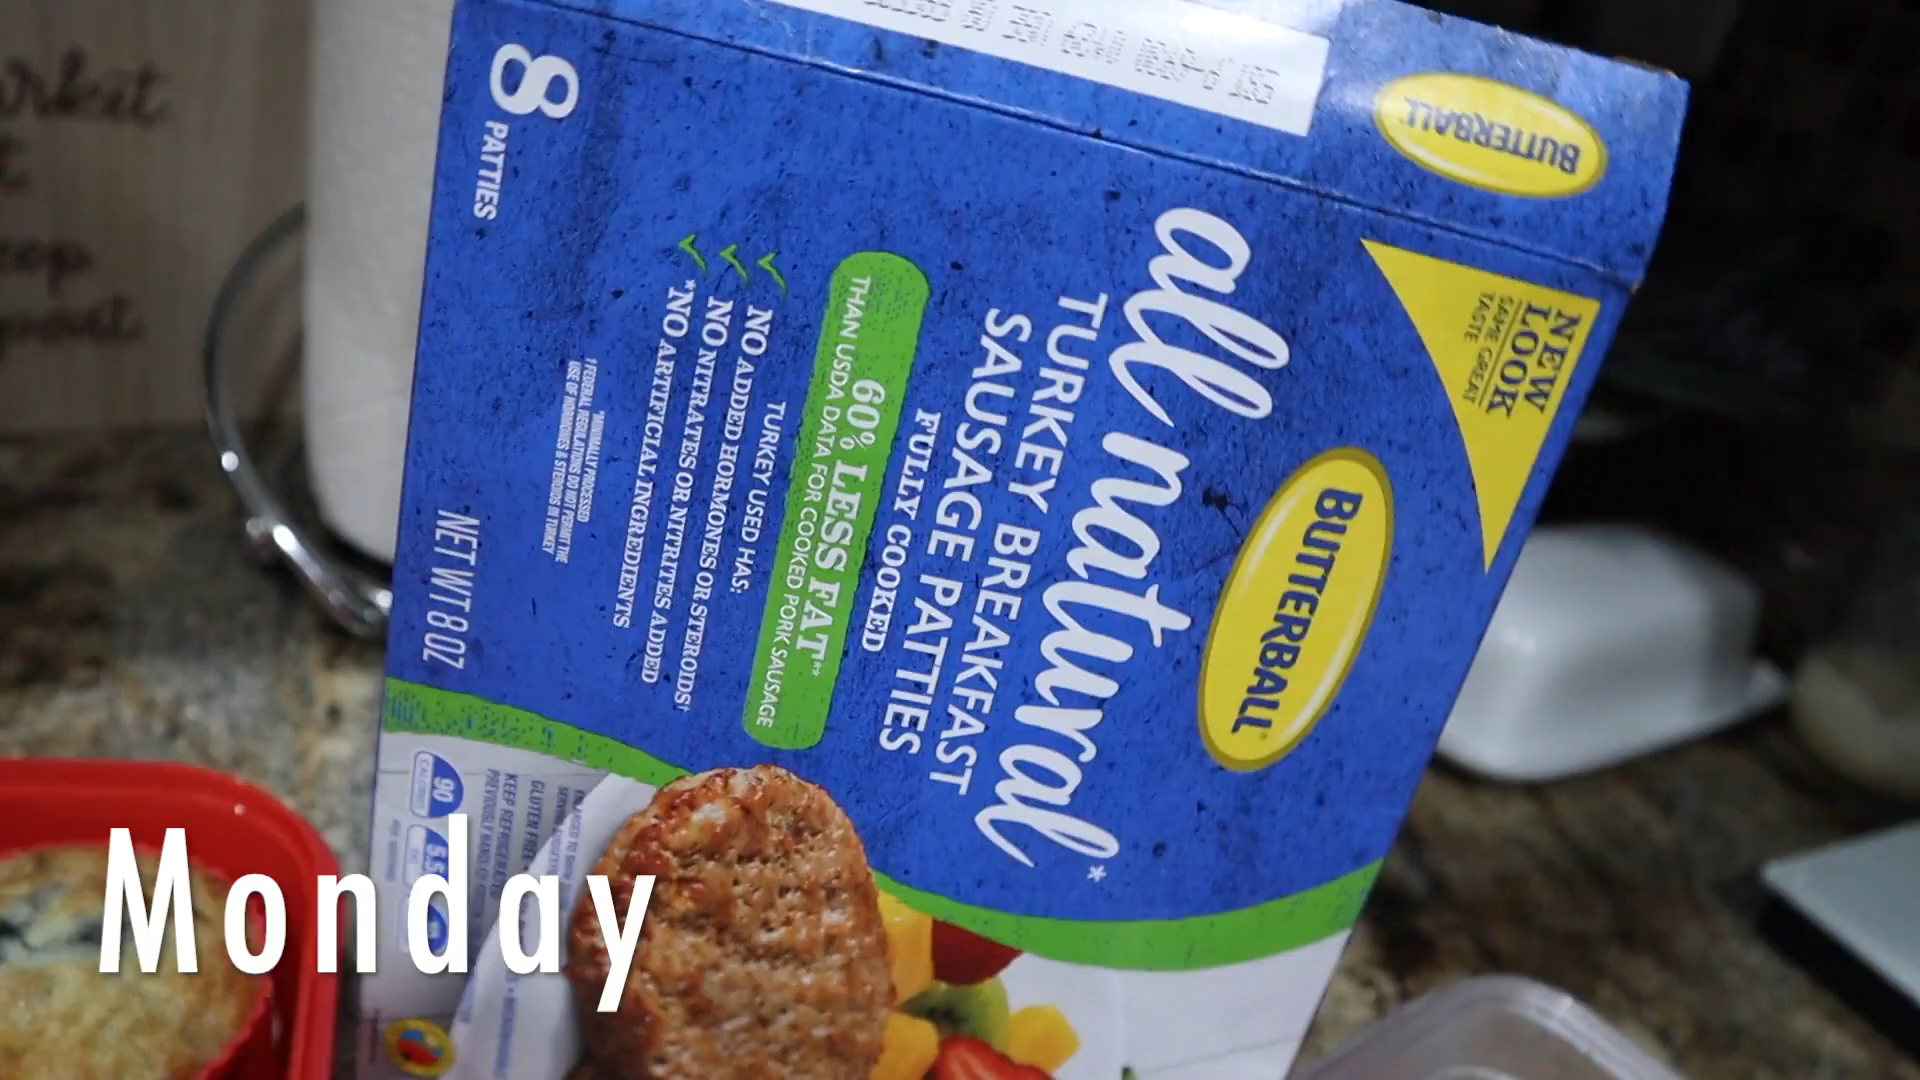 BUTTERBALL
NEW
LOOK
SAME GREAT
TASTE
BUTTERBALL
all natural*
TURKEY BREAKFAST
SAUSAGE PATTIES
FULLY COOKED
60% LESS FAT**
THAN USDA DATA FOR COOKED PORK SAUSAGE
TURKEY USED HAS:
NO ADDED HORMONES OR STEROIDS†
NO NITRATES OR NITRITES ADDED
*NO ARTIFICIAL INGREDIENTS
*MINIMALLY PROCESSED
† FEDERAL REGULATIONS DO NOT PERMIT THE
USE OF HORMONES & STEROIDS IN TURKEY
8 PATTIES
NET WT 8 OZ
GLUTEN FREE
KEEP REFRIGERATED
90
CALORIES
Monday